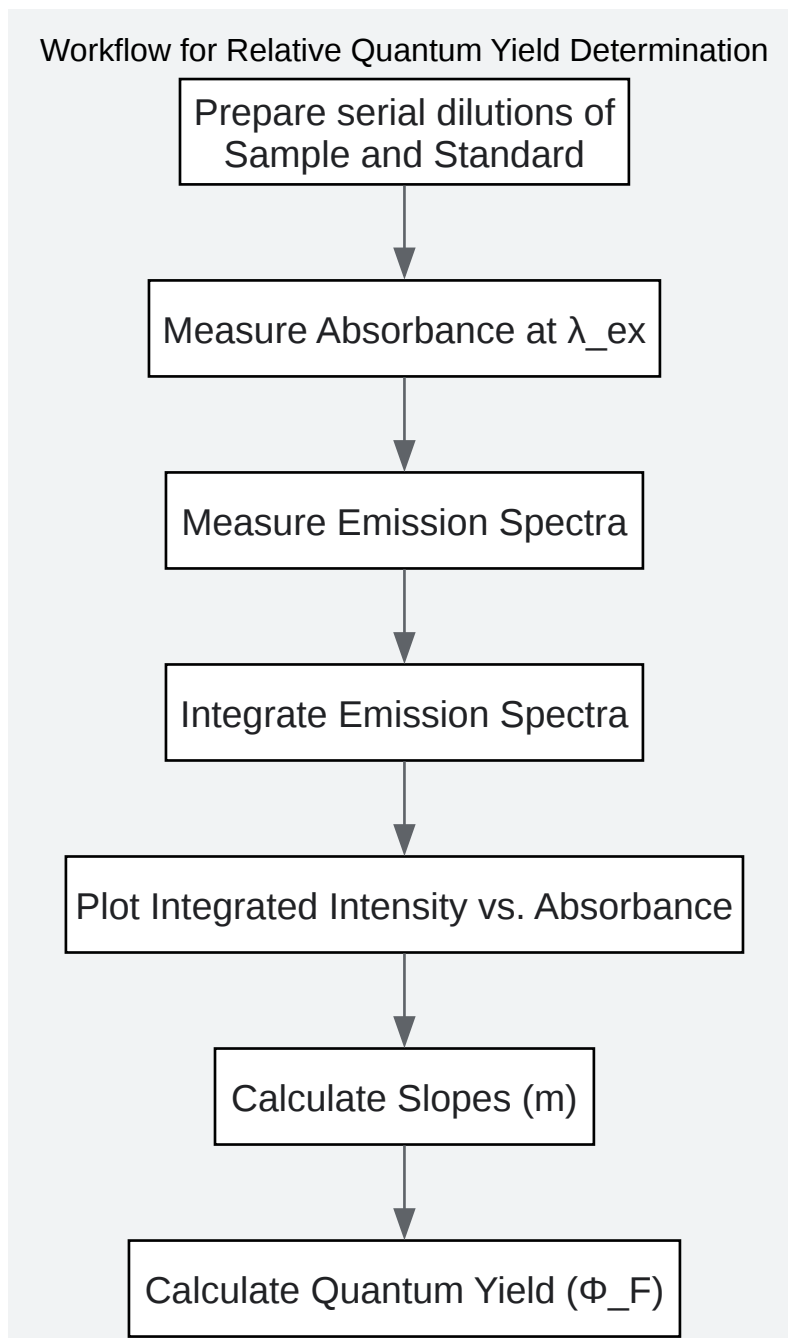 Workflow for Relative Quantum Yield Determination
Prepare serial dilutions of
Sample and Standard
Measure Absorbance at λ_ex
Measure Emission Spectra
Integrate Emission Spectra
Plot Integrated Intensity vs. Absorbance
Calculate Slopes (m)
Calculate Quantum Yield (Φ_F)